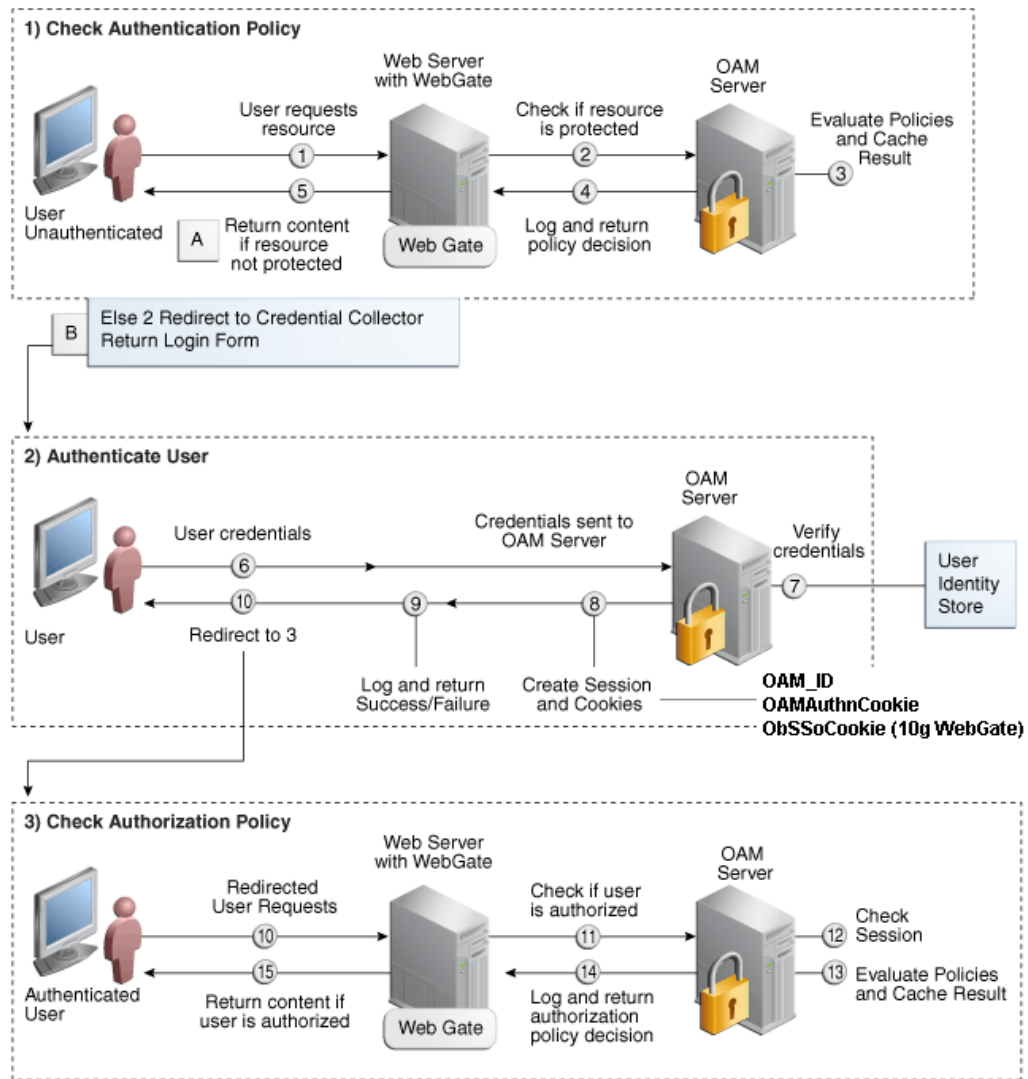 1) Check Authentication Policy
Web Server
with WebGate
OAM
Server
User requests
resource
Check if resource
is protected
Evaluate Policies
and Cache
Result
1
2
3
5
4
User
Unauthenticated
A
Return content
if resource
not protected
Web Gate
Log and return
policy decision
B
Else 2 Redirect to Credential Collector
Return Login Form
2) Authenticate User
OAM
Server
User credentials
Credentials sent to
OAM Server
Verify
credentials
6
7
User
Identity
Store
10
9
8
User
Redirect to 3
Log and return
Success/Failure
Create Session
and Cookies
OAM_ID
OAMAuthnCookie
ObSSoCookie (10g WebGate)
3) Check Authorization Policy
Web Server
with WebGate
OAM
Server
Redirected
User Requests
Check if user
is authorized
10
11
12
Check
Session
15
14
13
Evaluate Policies
and Cache Result
Authenticated
User
Return content if
user is authorized
Web Gate
Log and return
authorization
policy decision